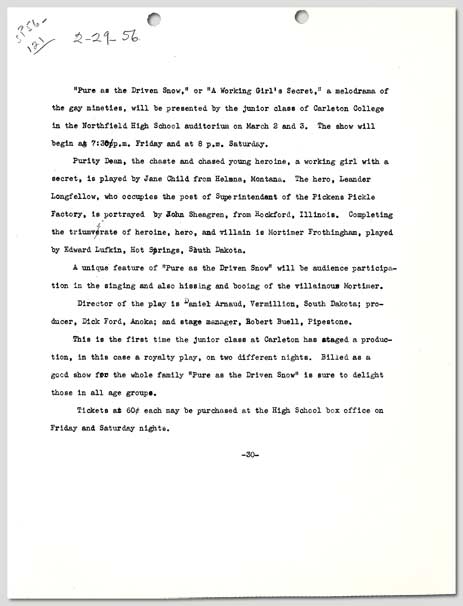 SP56-
121
2-29-56
"Pure as the Driven Snow," or "A Working Girl's Secret," a melodrama of
the gay nineties, will be presented by the junior class of Carleton College
in the Northfield High School auditorium on March 2 and 3. The show will
begin at 7:30 p.m. Friday and at 8 p.m. Saturday.
Purity Dean, the chaste and chased young heroine, a working girl with a
secret, is played by Jane Child from Helena, Montana. The hero, Leander
Longfellow, who occupies the post of Superintendent of the Pickens Pickle
Factory, is portrayed by John Sheagren, from Rockford, Illinois. Completing
the triumvirate of heroine, hero, and villain is Mortimer Frothingham, played
by Edward Lufkin, Hot Springs, South Dakota.
A unique feature of "Pure as the Driven Snow" will be audience participa-
tion in the singing and also hissing and booing of the villainous Mortimer.
Director of the play is Daniel Arnaud, Vermillion, South Dakota; pro-
ducer, Dick Ford, Anoka; and stage manager, Robert Buell, Pipestone.
This is the first time the junior class at Carleton has staged a produc-
tion, in this case a royalty play, on two different nights. Billed as a
good show for the whole family "Pure as the Driven Snow" is sure to delight
those in all age groups.
Tickets at 60¢ each may be purchased at the High School box office on
Friday and Saturday nights.
-30-